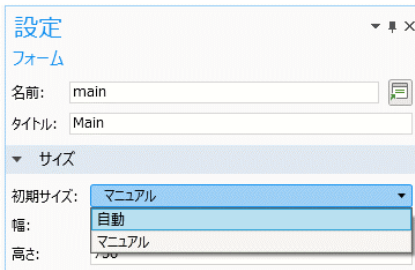 設定
フォーム
名前: main
タイトル: Main
サイズ
初期サイズ: マニュアル
自動
幅:
マニュアル
高さ: